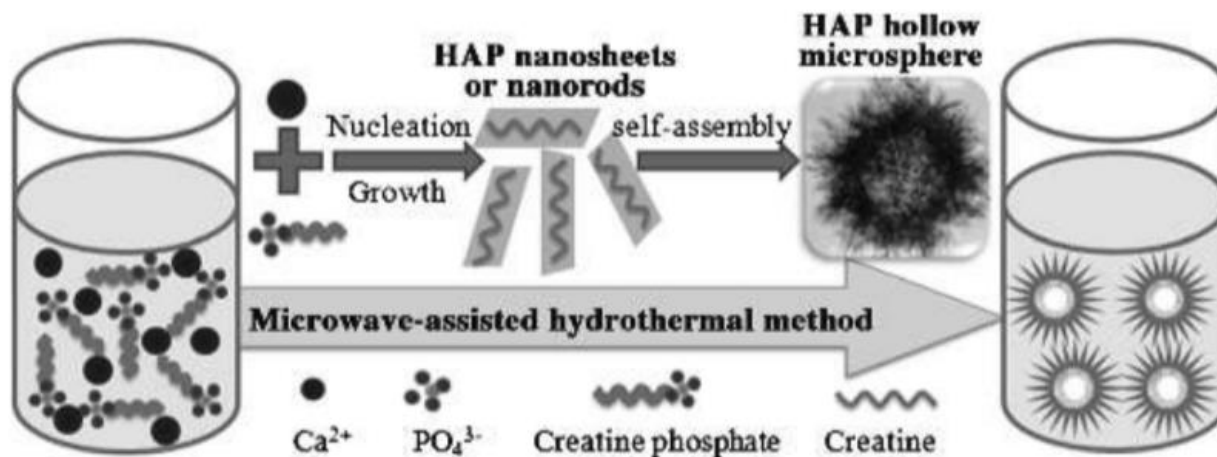 HAP nanosheets
or nanorods
HAP hollow
microsphere
Nucleation
Growth
self-assembly
Microwave-assisted hydrothermal method
Ca²⁺
PO₄³⁻
Creatine phosphate
Creatine